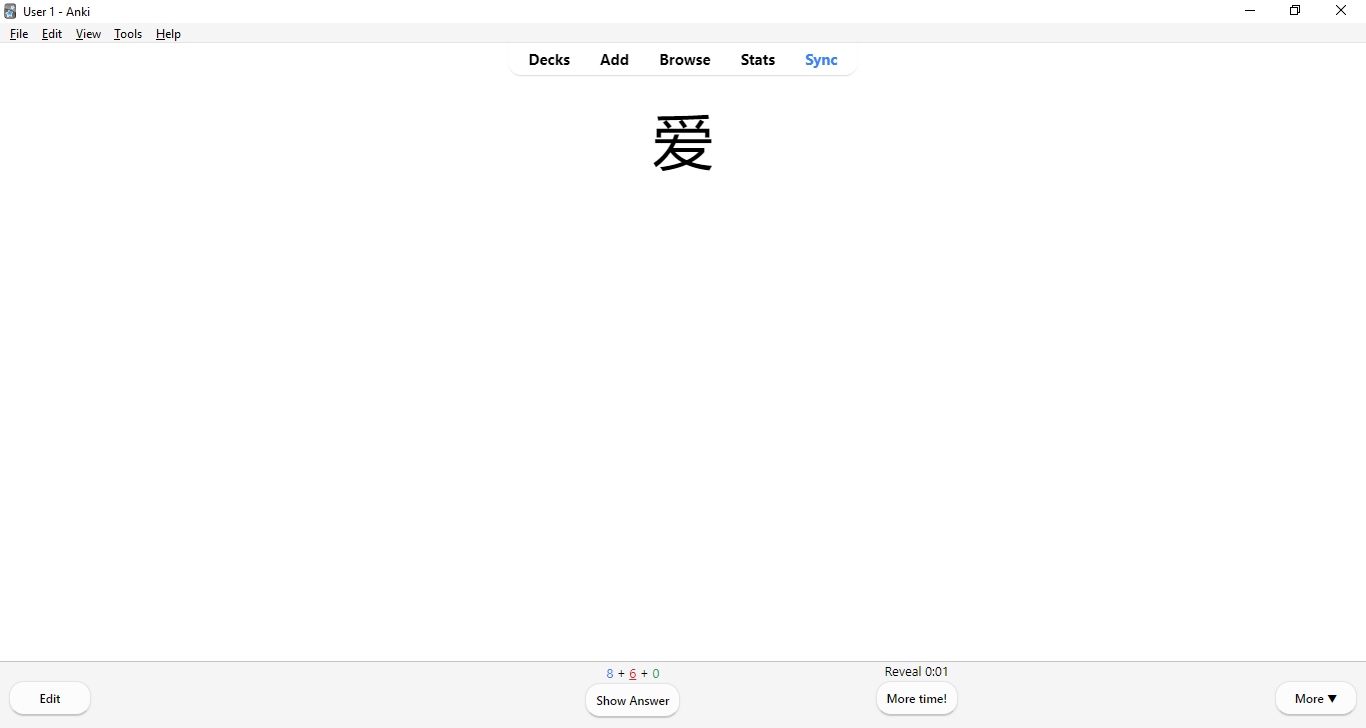 User 1 - Anki
File Edit View Tools Help
Decks Add Browse Stats Sync
爱
8 + 6 + 0
Reveal 0:01
Edit
Show Answer
More time!
More ▼